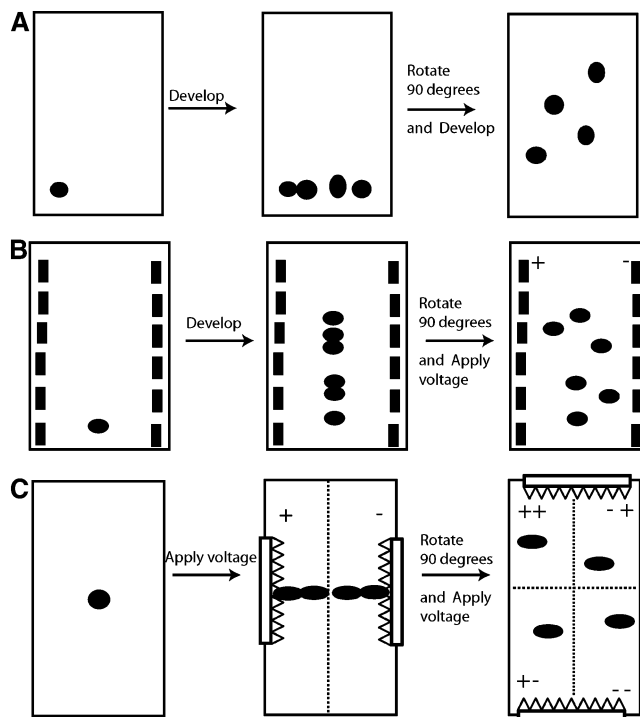 A
Develop
Rotate
90 degrees
and Develop
B
Develop
Rotate
90 degrees
and Apply
voltage
+ -
C
Apply voltage
+ -
Rotate
90 degrees
and Apply
voltage
++ - +
+- - -